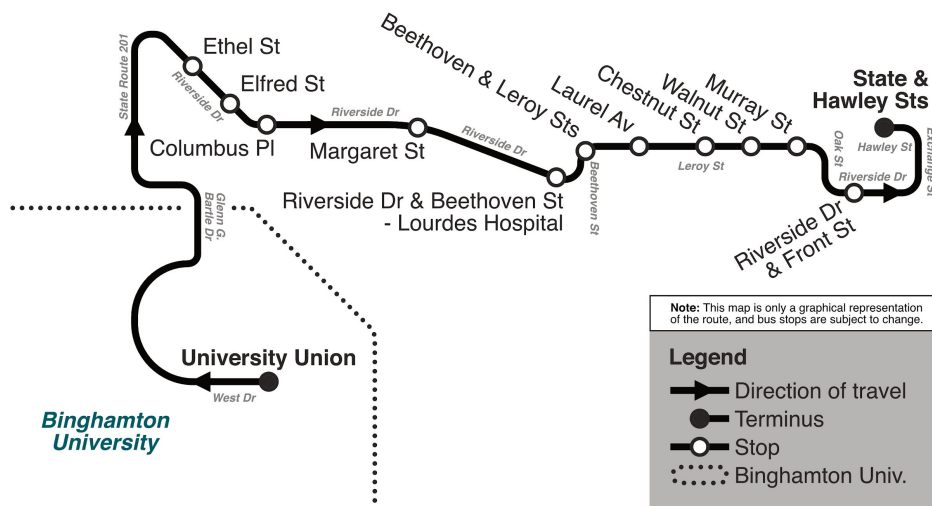 State Route 201
Ethel St
Elfred St
Riverside Dr
Columbus Pl
Riverside Dr
Margaret St
Riverside Dr
Riverside Dr & Beethoven St
- Lourdes Hospital
Beethoven & Leroy Sts
Beethoven St
Laurel Av
Chestnut St
Leroy St
Walnut St
Murray St
Oak St
Riverside Dr
Riverside Dr
& Front St
State &
Hawley Sts
Hawley St
Exchange St
Glenn G.
Bartle Dr
University Union
West Dr
Binghamton
University
Note: This map is only a graphical representation
of the route, and bus stops are subject to change.
Legend
Direction of travel
Terminus
Stop
Binghamton Univ.